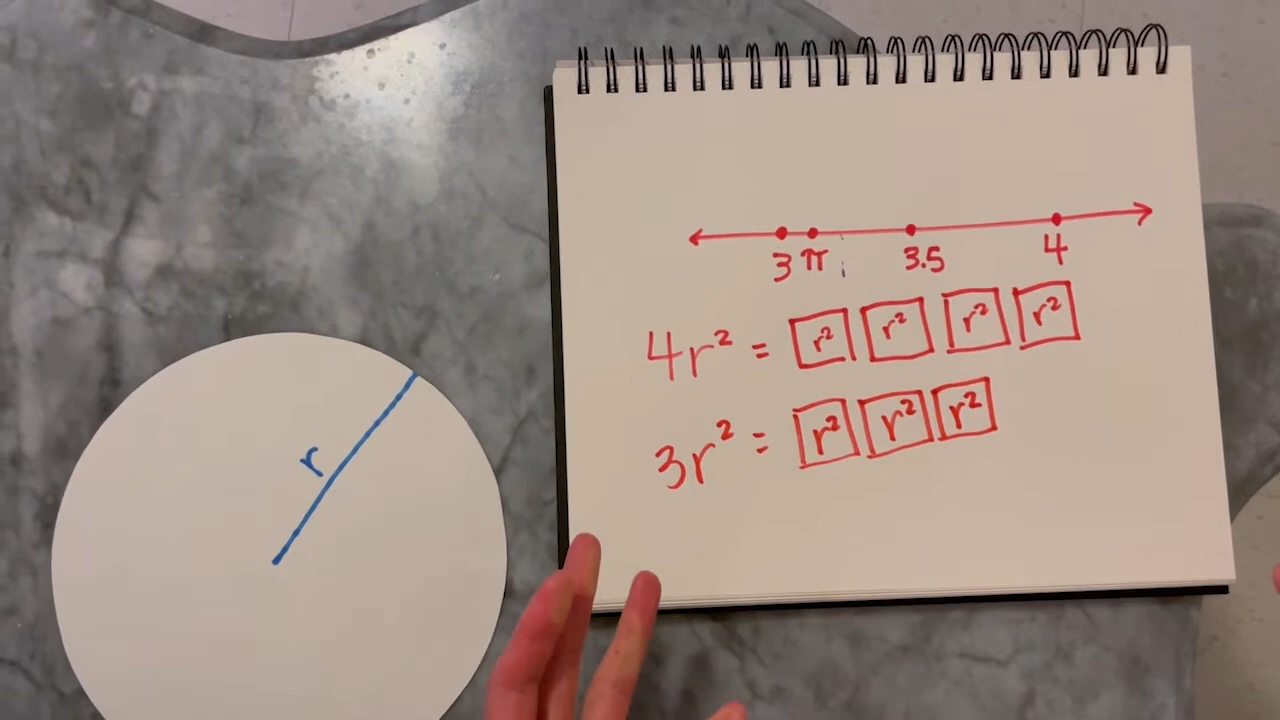 3 π 3.5 4
4r² = r² r² r² r²
3r² = r² r² r²
r